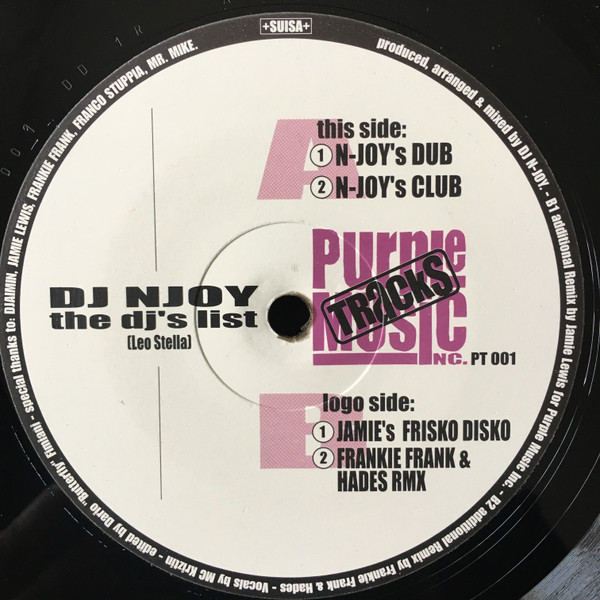 +SUISA+
produced, arranged & mixed by DJ N-JOY. - B1 additional Remix by Jamie Lewis for Purple Music Inc. - B2 additional Remix by Frankie Frank & Hades - Vocals by MC Kriztin - edited by Dario "Butterfly" Fimiani - special thanks to: DJAIMIN, JAMIE LEWIS, FRANKIE FRANK, FRANCO STUPPIA, MR. MIKE.
A
this side:
1 N-JOY's DUB
2 N-JOY's CLUB
DJ NJOY
the dj's list
(Leo Stella)
PURPlE
MUSIC
TRACkS
INC. PT 001
B
logo side:
1 JAMIE's FRISKO DISKO
2 FRANKIE FRANK &
HADES RMX